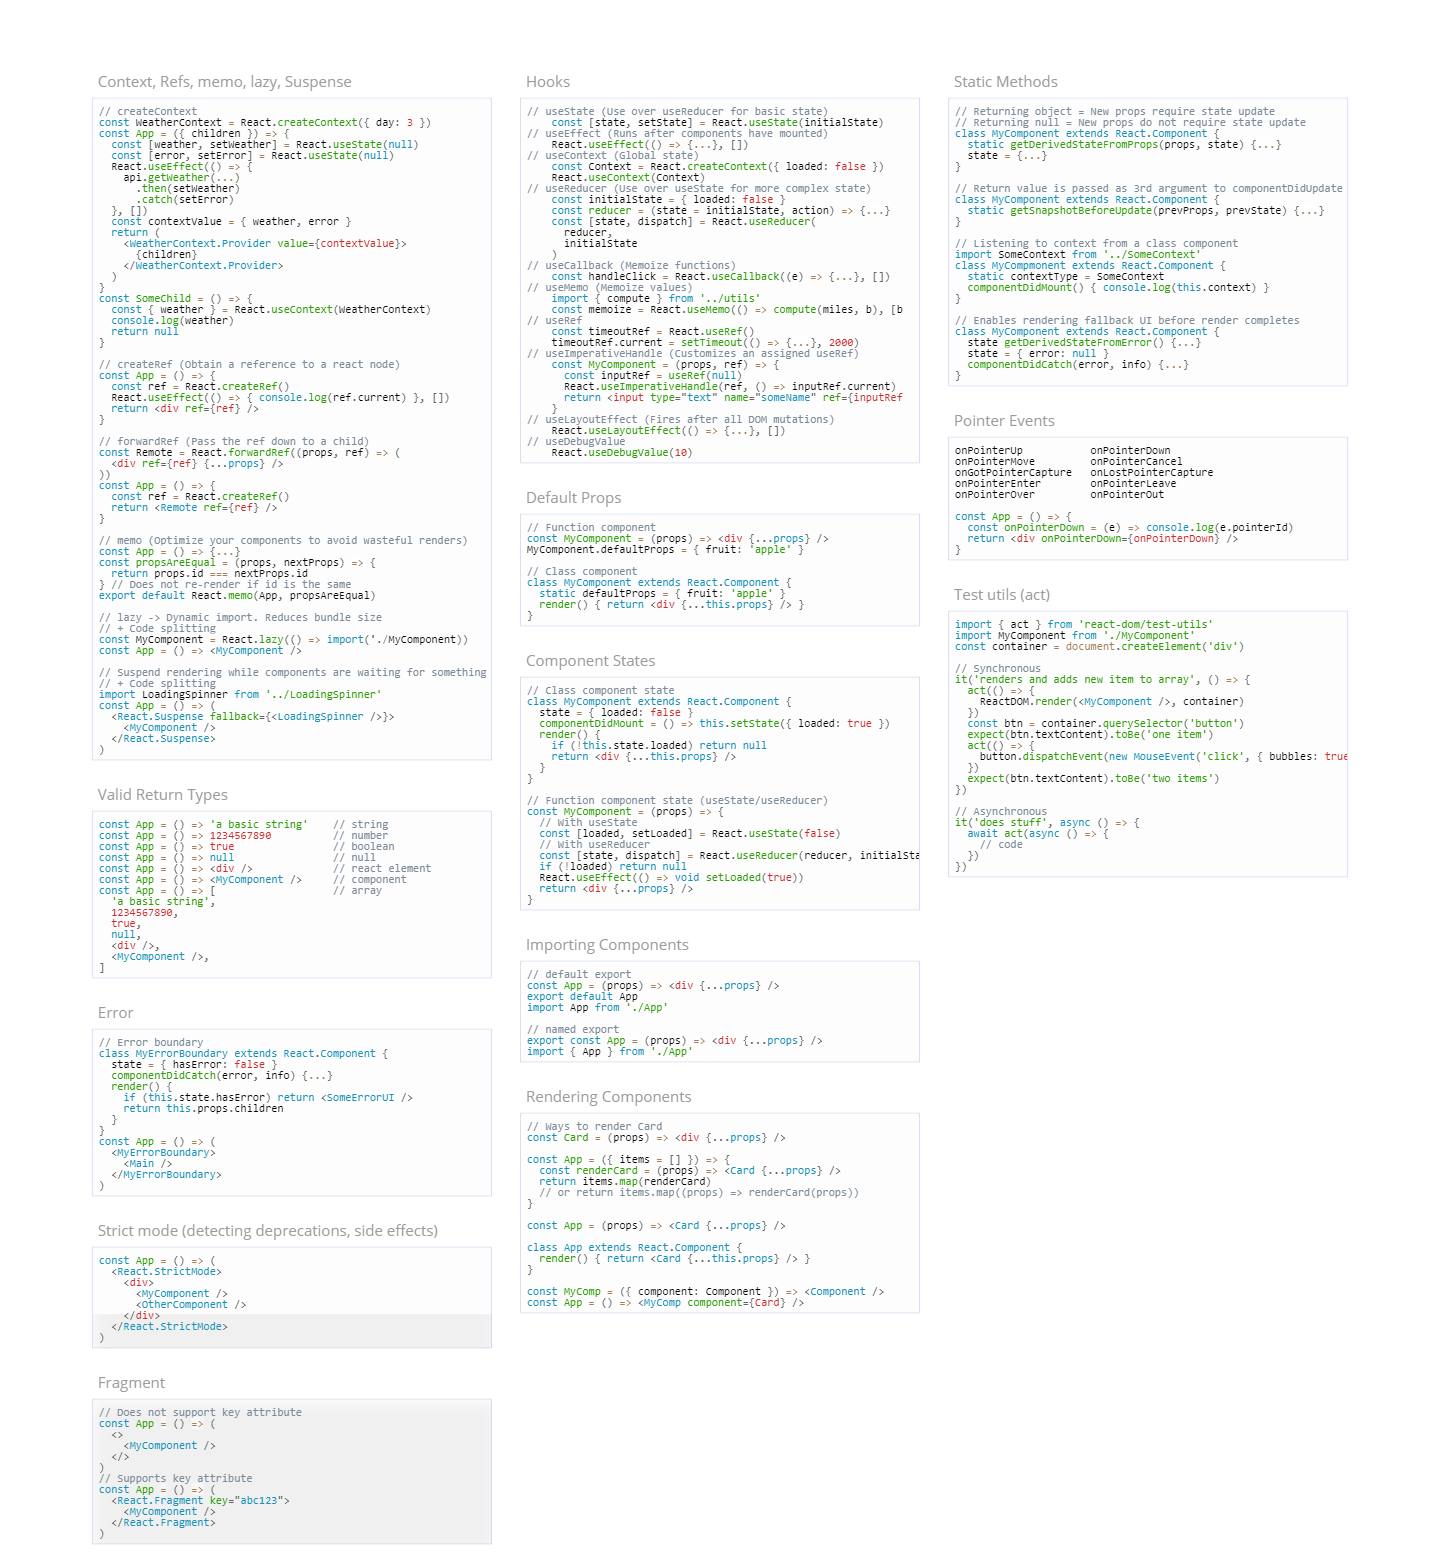 Context, Refs, memo, lazy, Suspense
// createContext
const WeatherContext = React.createContext({ day: 3 })
const App = ({ children }) => {
  const [weather, setWeather] = React.useState(null)
  const [error, setError] = React.useState(null)
  React.useEffect(() => {
    api.getWeather(...)
      .then(setWeather)
      .catch(setError)
  }, [])
  const contextValue = { weather, error }
  return (
    <WeatherContext.Provider value={contextValue}>
      {children}
    </WeatherContext.Provider>
  )
}
const SomeChild = () => {
  const { weather } = React.useContext(WeatherContext)
  console.log(weather)
  return null
}

// createRef (Obtain a reference to a react node)
const App = () => {
  const ref = React.createRef()
  React.useEffect(() => { console.log(ref.current) }, [])
  return <div ref={ref} />
}

// forwardRef (Pass the ref down to a child)
const Remote = React.forwardRef((props, ref) => (
  <div ref={ref} {...props} />
))
const App = () => {
  const ref = React.createRef()
  return <Remote ref={ref} />
}

// memo (Optimize your components to avoid wasteful renders)
const App = () => {...}
const propsAreEqual = (props, nextProps) => {
  return props.id === nextProps.id
} // Does not re-render if id is the same
export default React.memo(App, propsAreEqual)

// lazy -> Dynamic import. Reduces bundle size
// + Code splitting
const MyComponent = React.lazy(() => import('./MyComponent))
const App = () => <MyComponent />

// Suspend rendering while components are waiting for something
// + Code splitting
import LoadingSpinner from '../LoadingSpinner'
const App = () => (
  <React.Suspense fallback={<LoadingSpinner />}>
    <MyComponent />
  </React.Suspense>
)
Valid Return Types
const App = () => 'a basic string'    // string
const App = () => 1234567890          // number
const App = () => true                // boolean
const App = () => null                // null
const App = () => <div />             // react element
const App = () => <MyComponent />     // component
const App = () => [                   // array
  'a basic string',
  1234567890,
  true,
  null,
  <div />,
  <MyComponent />,
]
Error
// Error boundary
class MyErrorBoundary extends React.Component {
  state = { hasError: false }
  componentDidCatch(error, info) {...}
  render() {
    if (this.state.hasError) return <SomeErrorUI />
    return this.props.children
  }
}
const App = () => (
  <MyErrorBoundary>
    <Main />
  </MyErrorBoundary>
)
Strict mode (detecting deprecations, side effects)
const App = () => (
  <React.StrictMode>
    <div>
      <MyComponent />
      <OtherComponent />
    </div>
  </React.StrictMode>
)
Fragment
// Does not support key attribute
const App = () => (
  <>
    <MyComponent />
  </>
)
// Supports key attribute
const App = () => (
  <React.Fragment key="abc123">
    <MyComponent />
  </React.Fragment>
)
Hooks
// useState (Use over useReducer for basic state)
    const [state, setState] = React.useState(initialState)
// useEffect (Runs after components have mounted)
    React.useEffect(() => {...}, [])
// useContext (Global state)
    const Context = React.createContext({ loaded: false })
    React.useContext(Context)
// useReducer (Use over useState for more complex state)
    const initialState = { loaded: false }
    const reducer = (state = initialState, action) => {...}
    const [state, dispatch] = React.useReducer(
      reducer,
      initialState
    )
// useCallback (Memoize functions)
    const handleClick = React.useCallback((e) => {...}, [])
// useMemo (Memoize values)
    import { compute } from '../utils'
    const memoize = React.useMemo(() => compute(miles, b), [b
// useRef
    const timeoutRef = React.useRef()
    timeoutRef.current = setTimeout(() => {...}, 2000)
// useImperativeHandle (Customizes an assigned useRef)
    const MyComponent = (props, ref) => {
      const inputRef = useRef(null)
      React.useImperativeHandle(ref, () => inputRef.current)
      return <input type="text" name="someName" ref={inputRef
    }
// useLayoutEffect (Fires after all DOM mutations)
    React.useLayoutEffect(() => {...}, [])
// useDebugValue
    React.useDebugValue(10)
Default Props
// Function component
const MyComponent = (props) => <div {...props} />
MyComponent.defaultProps = { fruit: 'apple' }

// Class component
class MyComponent extends React.Component {
  static defaultProps = { fruit: 'apple' }
  render() { return <div {...this.props} /> }
}
Component States
// Class component state
class MyComponent extends React.Component {
  state = { loaded: false }
  componentDidMount = () => this.setState({ loaded: true })
  render() {
    if (!this.state.loaded) return null
    return <div {...this.props} />
  }
}

// Function component state (useState/useReducer)
const MyComponent = (props) => {
  // With useState
  const [loaded, setLoaded] = React.useState(false)
  // With useReducer
  const [state, dispatch] = React.useReducer(reducer, initialSta
  if (!loaded) return null
  React.useEffect(() => void setLoaded(true))
  return <div {...props} />
}
Importing Components
// default export
const App = (props) => <div {...props} />
export default App
import App from './App'

// named export
export const App = (props) => <div {...props} />
import { App } from './App'
Rendering Components
// Ways to render Card
const Card = (props) => <div {...props} />

const App = ({ items = [] }) => {
  const renderCard = (props) => <Card {...props} />
  return items.map(renderCard)
  // or return items.map((props) => renderCard(props))
}

const App = (props) => <Card {...props} />

class App extends React.Component {
  render() { return <Card {...this.props} /> }
}

const MyComp = ({ component: Component }) => <Component />
const App = () => <MyComp component={Card} />
Static Methods
// Returning object = New props require state update
// Returning null = New props do not require state update
class MyComponent extends React.Component {
  static getDerivedStateFromProps(props, state) {...}
  state = {...}
}

// Return value is passed as 3rd argument to componentDidUpdate
class MyComponent extends React.Component {
  static getSnapshotBeforeUpdate(prevProps, prevState) {...}
}

// Listening to context from a class component
import SomeContext from '../SomeContext'
class MyCompmonent extends React.Component {
  static contextType = SomeContext
  componentDidMount() { console.log(this.context) }
}

// Enables rendering fallback UI before render completes
class MyComponent extends React.Component {
  state getDerivedStateFromError() {...}
  state = { error: null }
  componentDidCatch(error, info) {...}
}
Pointer Events
onPointerUp           onPointerDown
onPointerMove         onPointerCancel
onGotPointerCapture   onLostPointerCapture
onPointerEnter        onPointerLeave
onPointerOver         onPointerOut

const App = () => {
  const onPointerDown = (e) => console.log(e.pointerId)
  return <div onPointerDown={onPointerDown} />
}
Test utils (act)
import { act } from 'react-dom/test-utils'
import MyComponent from './MyComponent'
const container = document.createElement('div')

// Synchronous
it('renders and adds new item to array', () => {
  act(() => {
    ReactDOM.render(<MyComponent />, container)
  })
  const btn = container.querySelector('button')
  expect(btn.textContent).toBe('one item')
  act(() => {
    button.dispatchEvent(new MouseEvent('click', { bubbles: true
  })
  expect(btn.textContent).toBe('two items')
})

// Asynchronous
it('does stuff', async () => {
  await act(async () => {
    // code
  })
})